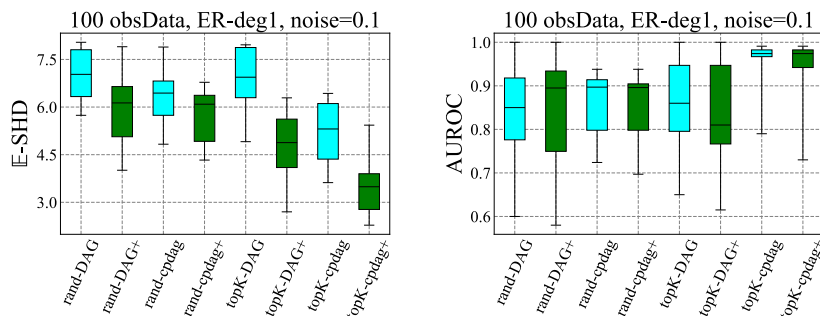 100 obsData, ER-deg1, noise=0.1
𝔼-SHD
7.5
6.0
4.5
3.0
rand-DAG
rand-DAG+
rand-cpdag
rand-cpdag+
topK-DAG
topK-DAG+
topK-cpdag
topK-cpdag+
100 obsData, ER-deg1, noise=0.1
AUROC
1.0
0.9
0.8
0.7
0.6
rand-DAG
rand-DAG+
rand-cpdag
rand-cpdag+
topK-DAG
topK-DAG+
topK-cpdag
topK-cpdag+